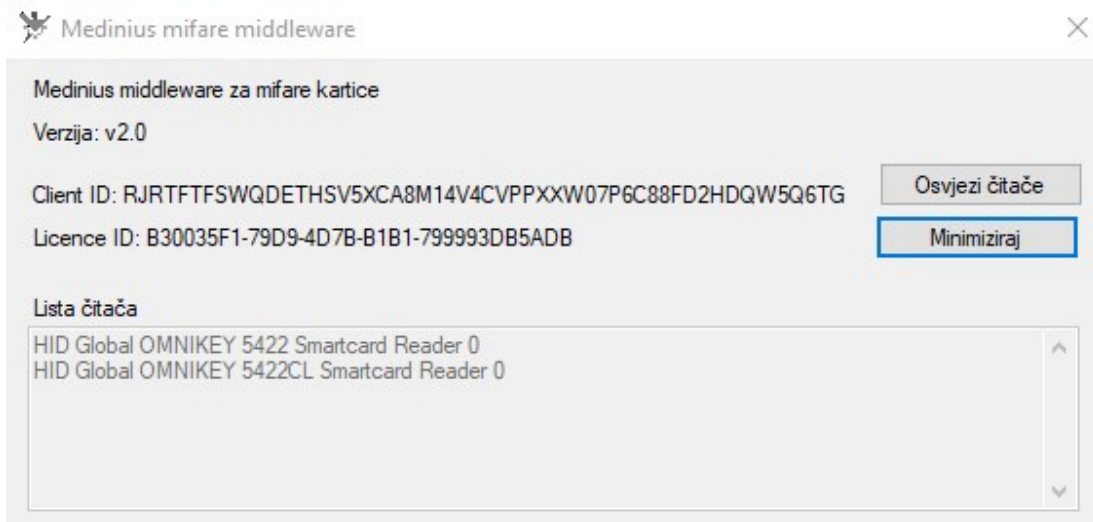 Medinius mifare middleware
Medinius middleware za mifare kartice
Verzija: v2.0
Client ID: RJRTFTFSWQDETHSV5XCA8M14V4CVPPXXW07P6C88FD2HDQW5Q6TG
Osvjezi čitače
Licence ID: B30035F1-79D9-4D7B-B1B1-799993DB5ADB
Minimiziraj
Lista čitača
HID Global OMNIKEY 5422 Smartcard Reader 0
HID Global OMNIKEY 5422CL Smartcard Reader 0